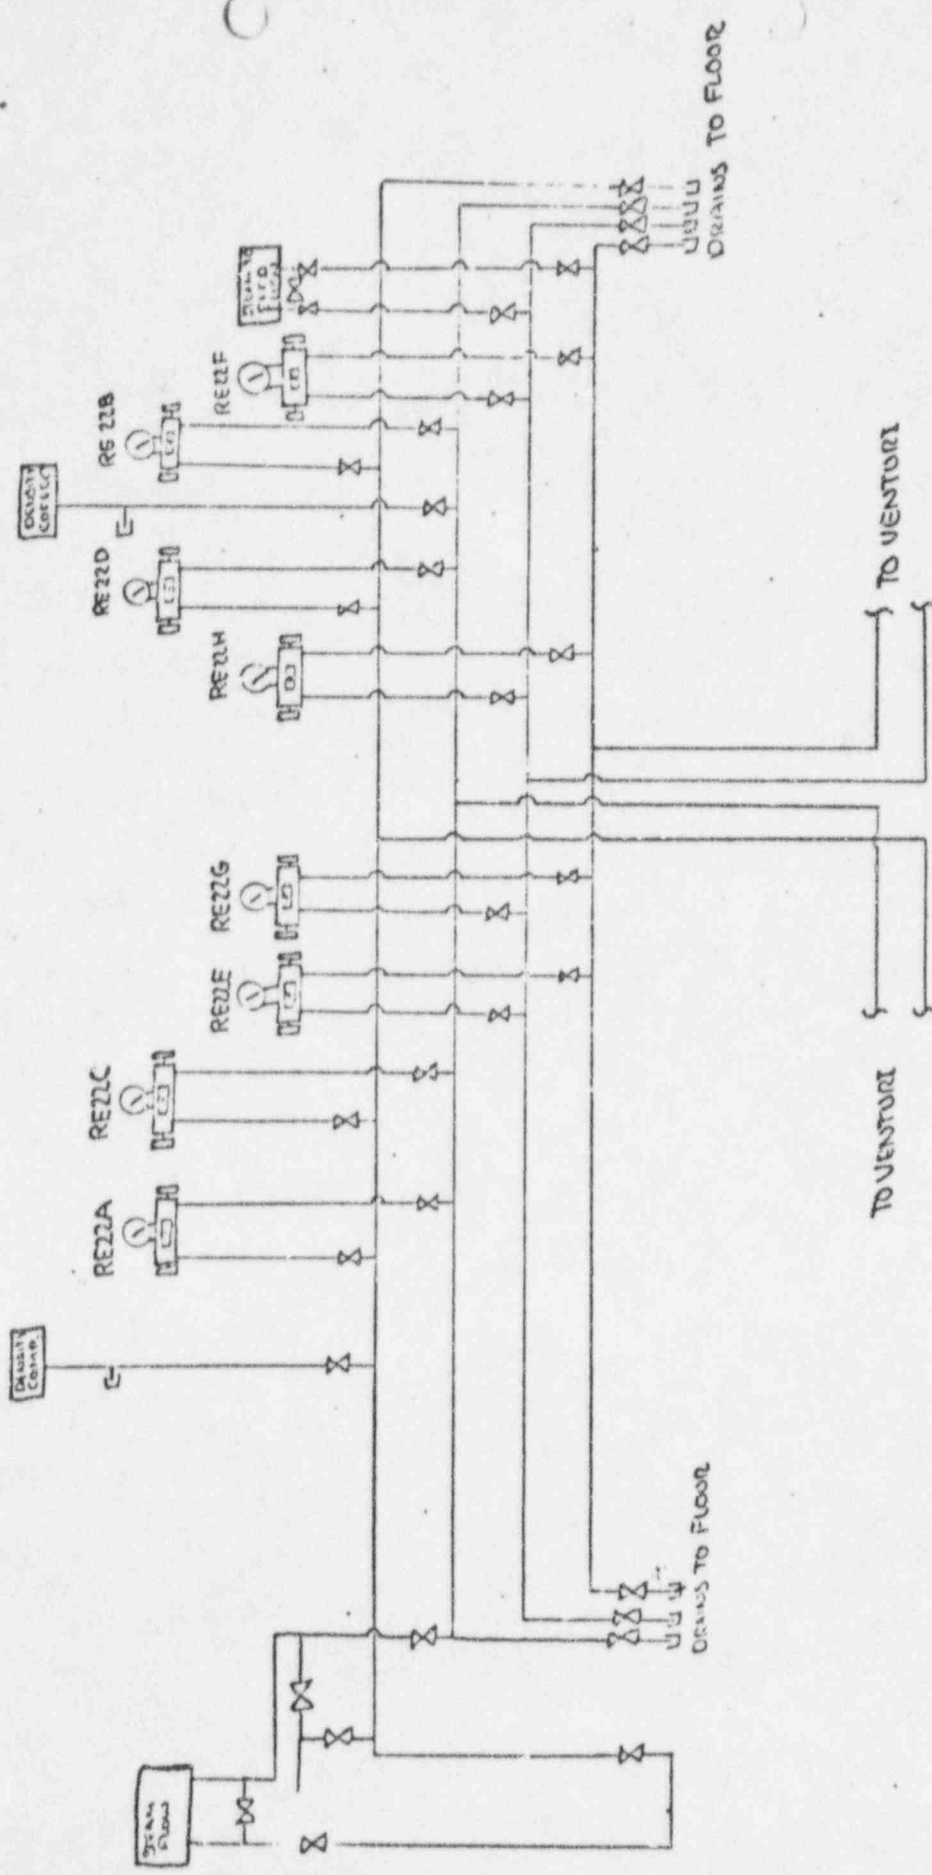 DENSITY
COMP.
STEAM
FLOW
RE22A
RE22C
RE22E
RE22G
RE22H
RE22D
RE22B
RE22F
DENSITY
DRAINS TO FLOOR
DRAINS TO FLOOR
TO VENTURI
TO VENTURI